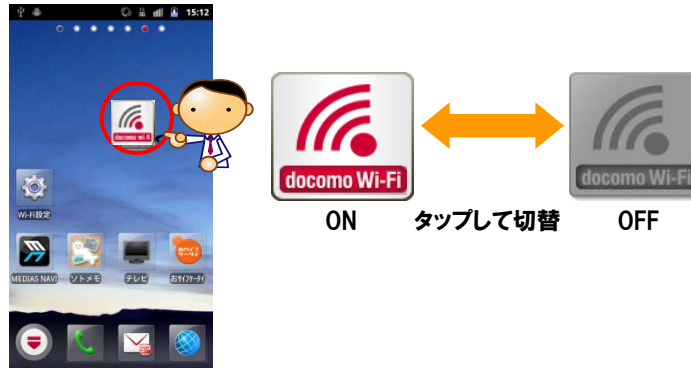 15:12
docomo Wi-Fi
Wi-Fi設定
MEDIAS NAVI
ソトメモ
テレビ
おサイフケータイ
docomo Wi-Fi
ON
タップして切替
docomo Wi-Fi
OFF